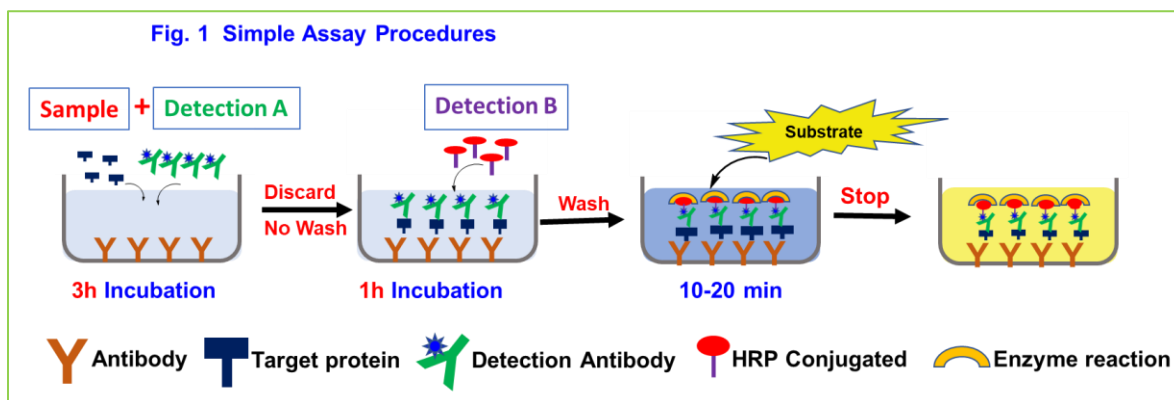 Fig. 1 Simple Assay Procedures
Sample + Detection A
Detection B
Substrate
Discard
No Wash
Wash
Stop
3h Incubation
1h Incubation
10-20 min
Antibody
Target protein
Detection Antibody
HRP Conjugated
Enzyme reaction